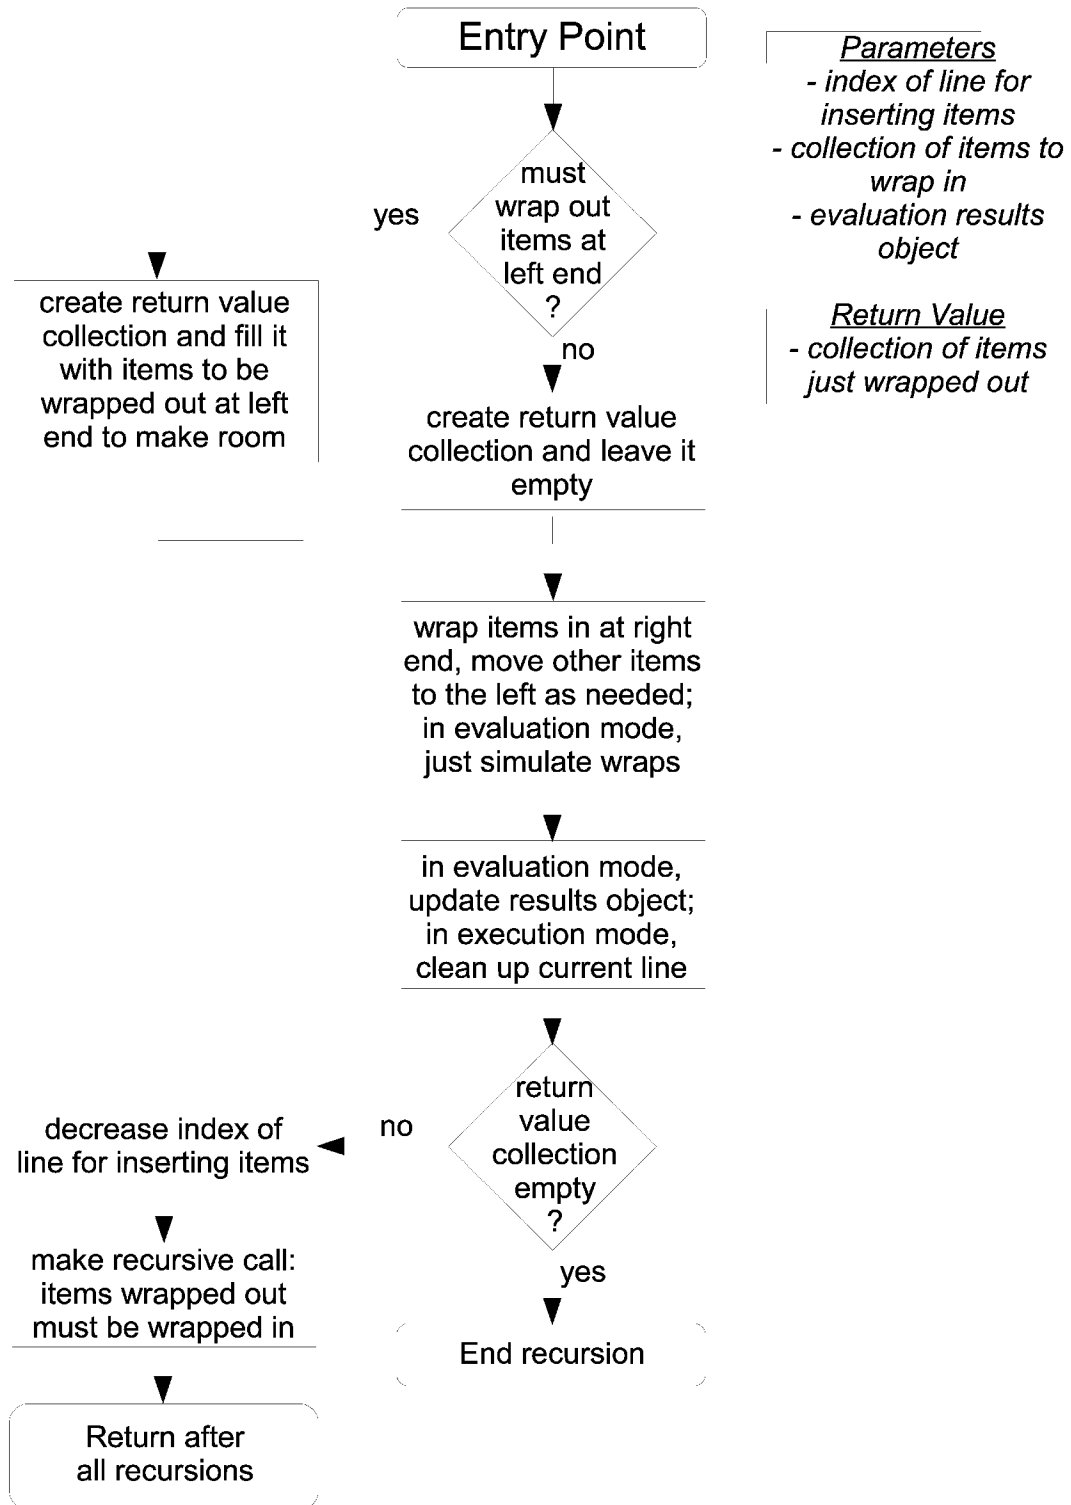 Entry Point
Parameters
- index of line for
inserting items
- collection of items to
wrap in
- evaluation results
object
Return Value
- collection of items
just wrapped out
must
wrap out
items at
left end
?
yes
no
create return value
collection and fill it
with items to be
wrapped out at left
end to make room
create return value
collection and leave it
empty
wrap items in at right
end, move other items
to the left as needed;
in evaluation mode,
just simulate wraps
in evaluation mode,
update results object;
in execution mode,
clean up current line
return
value
collection
empty
?
no
yes
decrease index of
line for inserting items
make recursive call:
items wrapped out
must be wrapped in
End recursion
Return after
all recursions